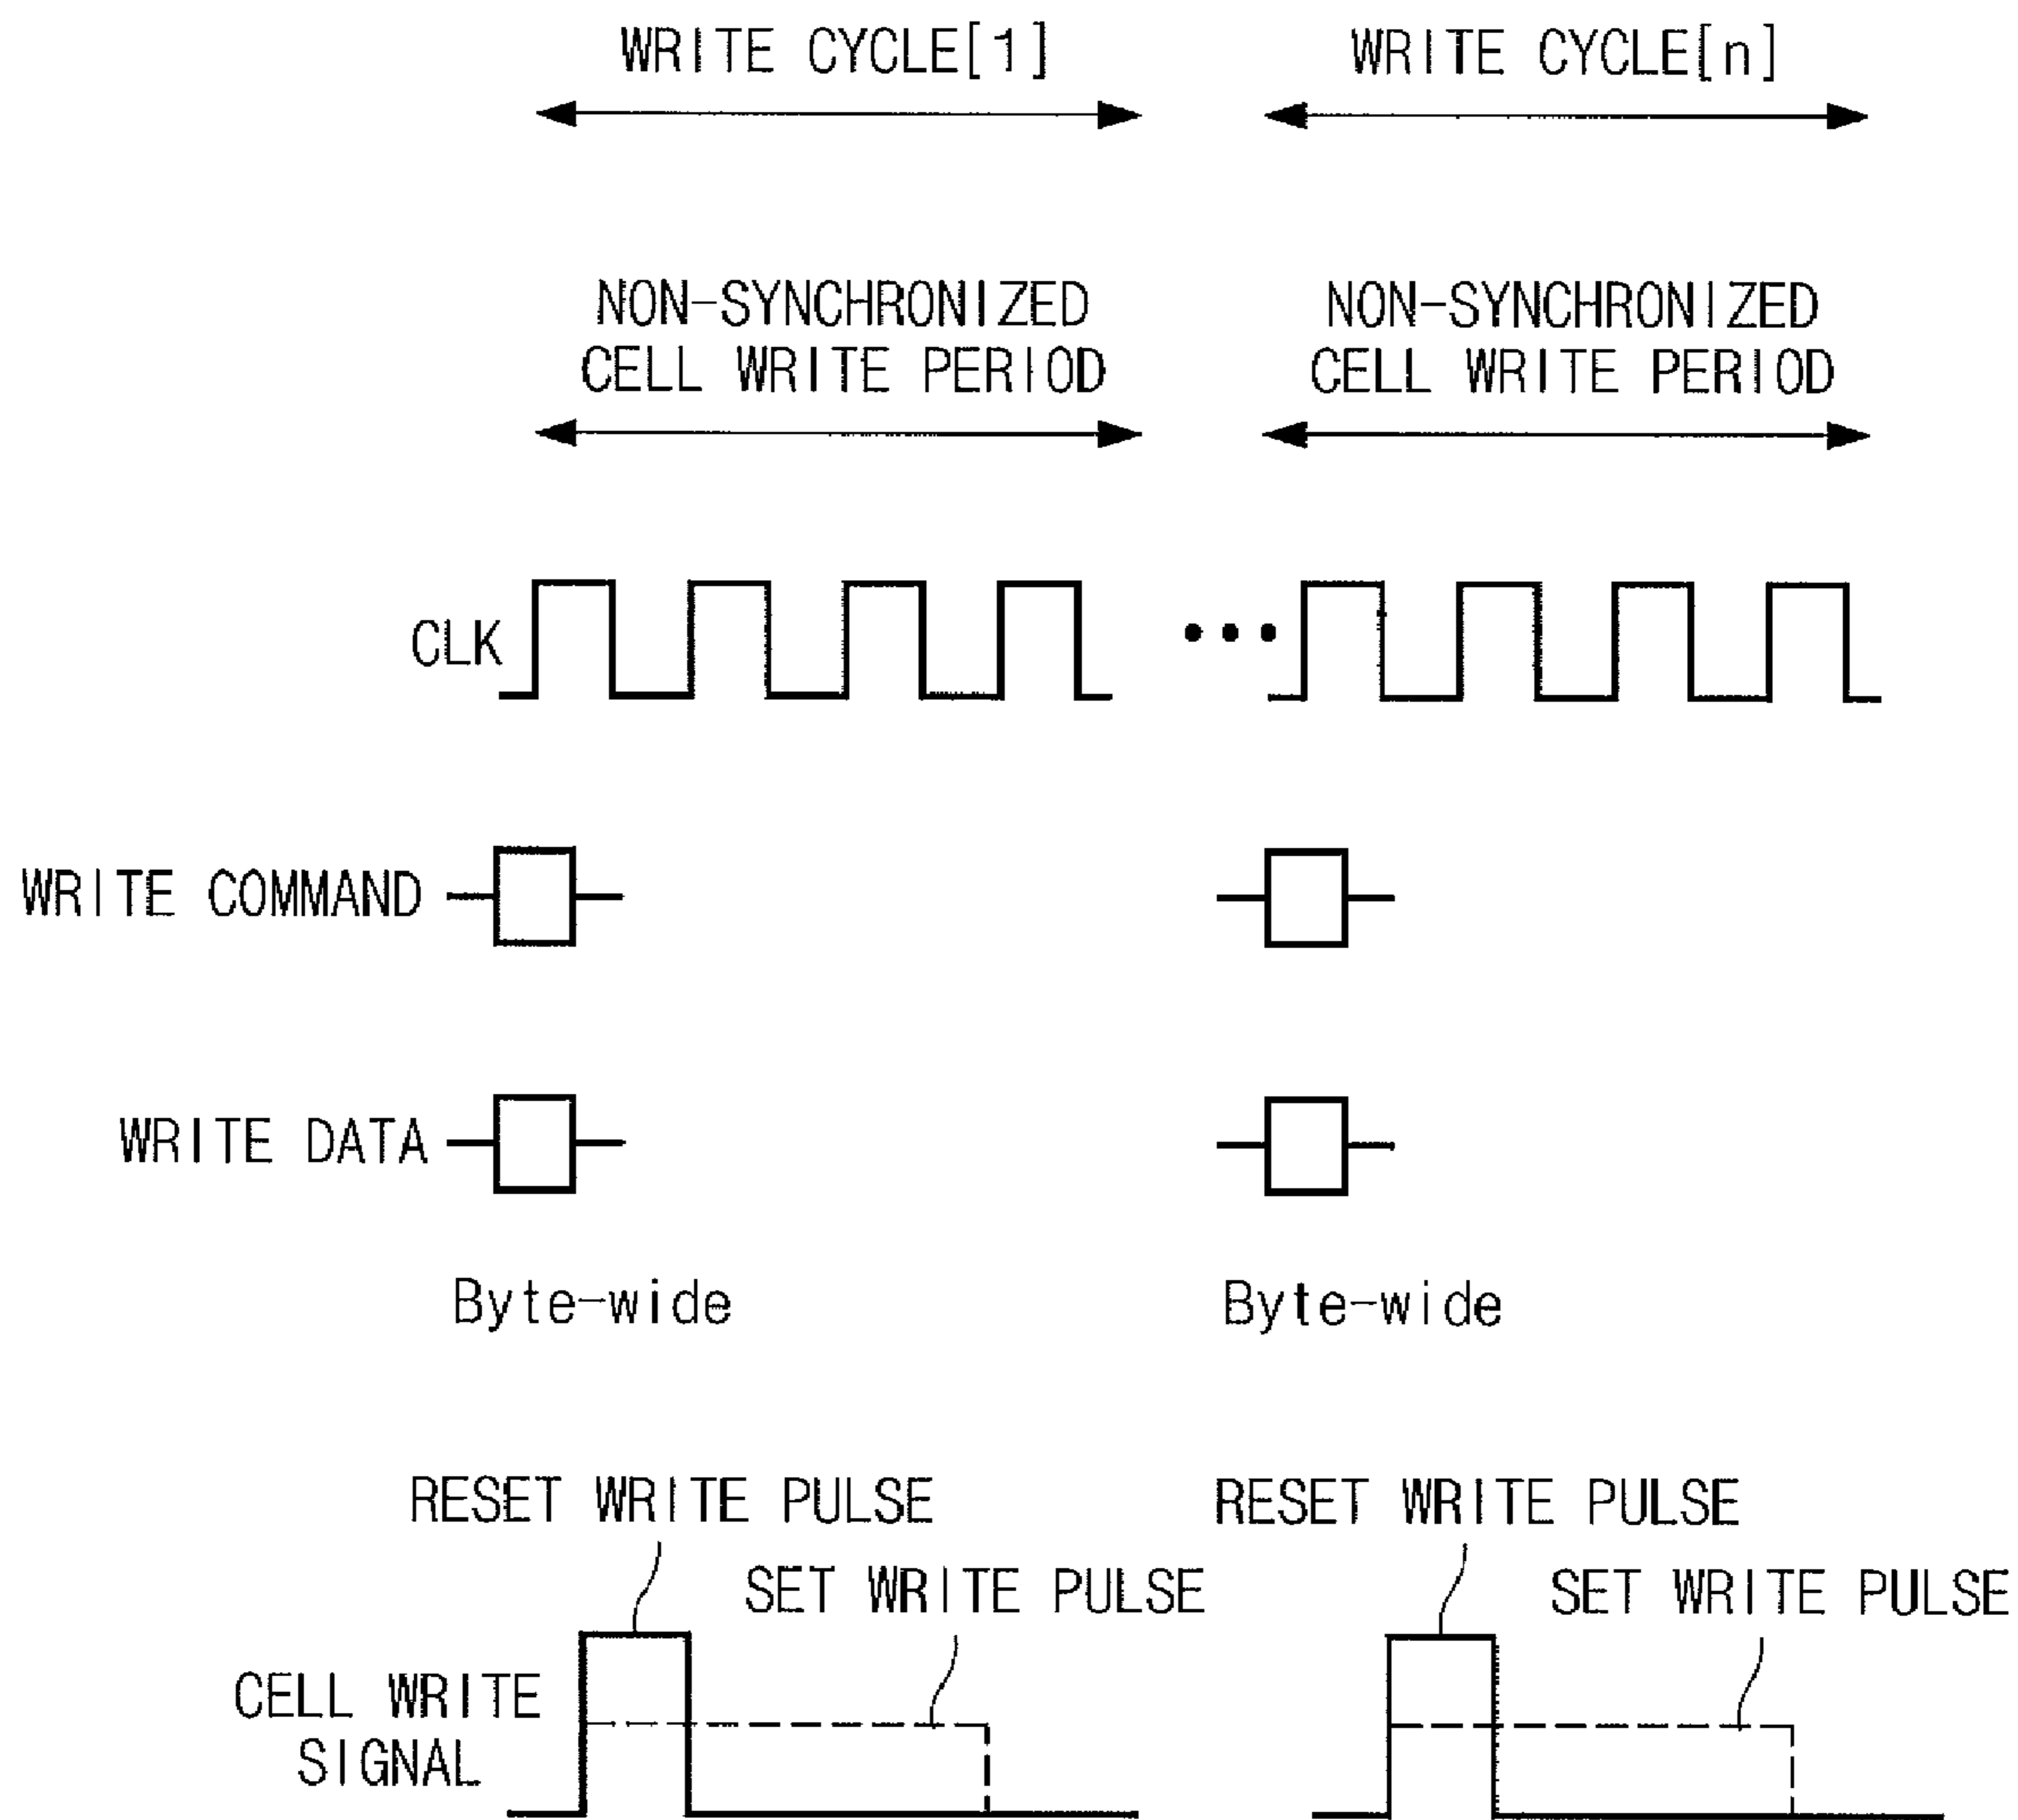 WRITE CYCLE[1] WRITE CYCLE[n]
NON-SYNCHRONIZED NON-SYNCHRONIZED
CELL WRITE PERIOD CELL WRITE PERIOD
CLK
WRITE COMMAND
WRITE DATA
Byte-wide Byte-wide
RESET WRITE PULSE RESET WRITE PULSE
SET WRITE PULSE SET WRITE PULSE
CELL WRITE
SIGNAL